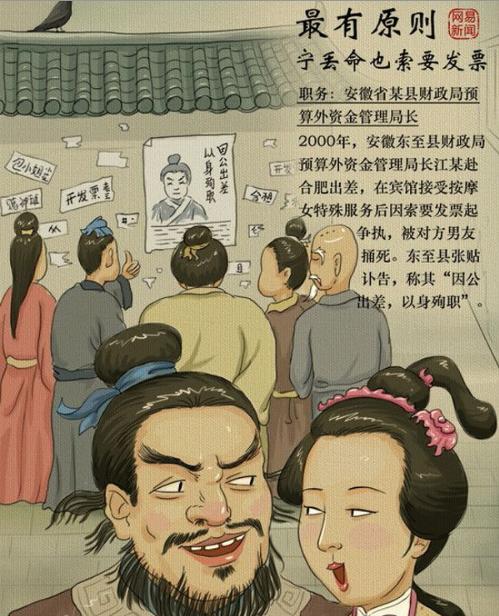 最有原则
网易
新闻
宁丢命也索要发票
职务：安徽省某县财政局预
算外资金管理局长
2000年，安徽东至县财政局
预算外资金管理局长江某赴
合肥出差，在宾馆接受按摩
女特殊服务后因索要发票起
争执，被对方男友
捅死。东至县张贴
讣告，称其“因公
出差，以身殉职”。
因公出差
以身殉职
包小姐
开发票